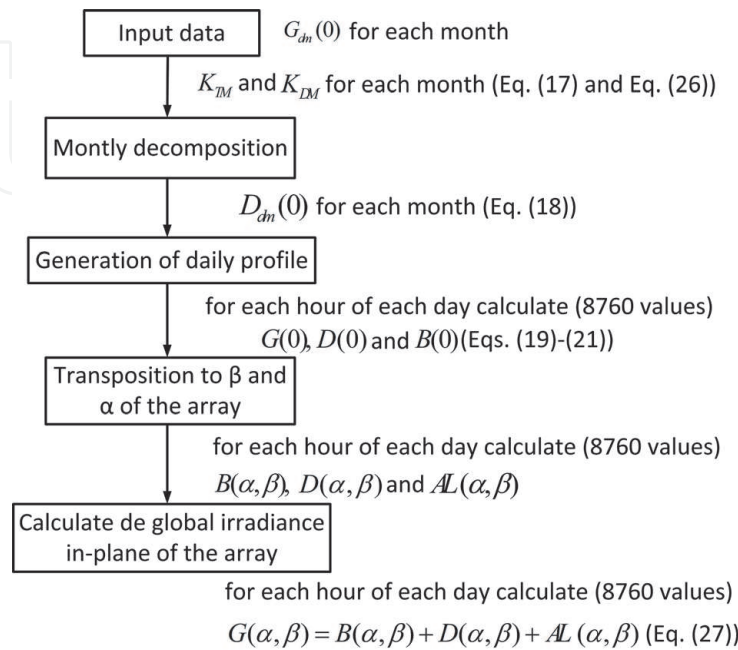 Input data
G_dm(0) for each month
K_TM and K_DM for each month (Eq. (17) and Eq. (26))
Montly decomposition
D_dm(0) for each month (Eq. (18))
Generation of daily profile
for each hour of each day calculate (8760 values)
G(0), D(0) and B(0)(Eqs. (19)-(21))
Transposition to β and
α of the array
for each hour of each day calculate (8760 values)
B(α,β), D(α,β) and AL(α,β)
Calculate de global irradiance
in-plane of the array
for each hour of each day calculate (8760 values)
G(α,β) = B(α,β) + D(α,β) + AL (α,β) (Eq. (27))